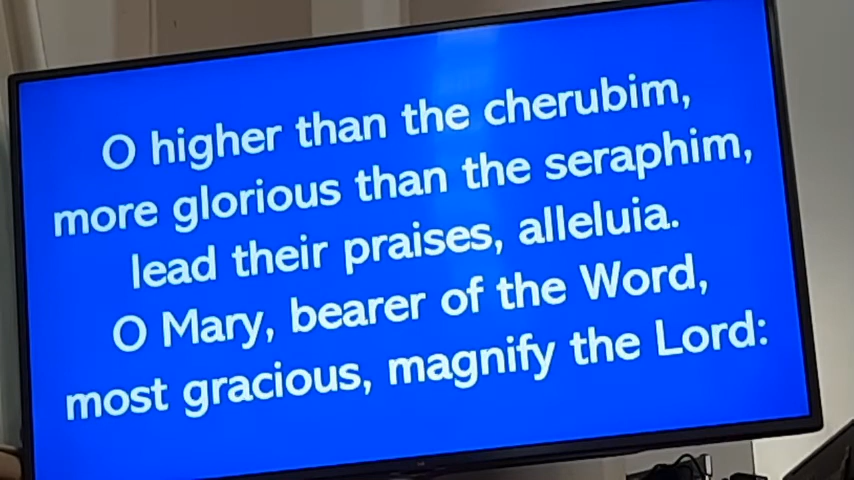 O higher than the cherubim,
more glorious than the seraphim,
lead their praises, alleluia.
O Mary, bearer of the Word,
most gracious, magnify the Lord: